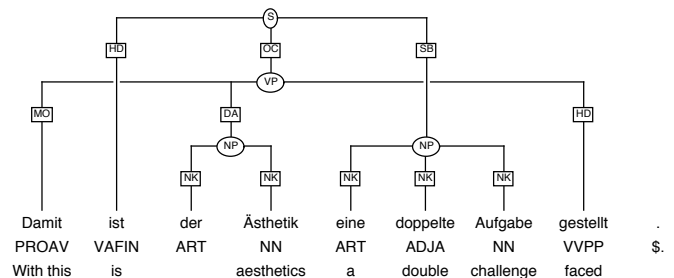 S
HD OC SB
VP
MO DA HD
NP NP
NK NK NK NK NK
Damit ist der Ästhetik eine doppelte Aufgabe gestellt .
PROAV VAFIN ART NN ART ADJA NN VVPP $.
With this is aesthetics a double challenge faced